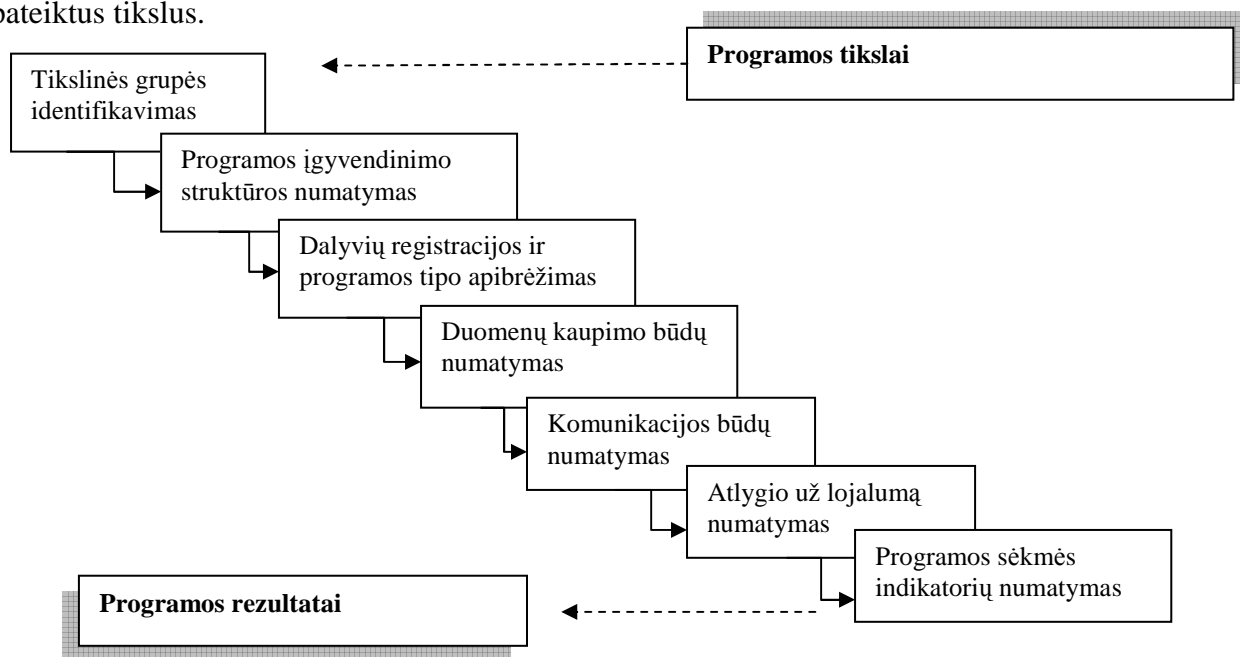 pateiktus tikslus.
Programos tikslai
Tikslinės grupės
identifikavimas
Programos įgyvendinimo
struktūros numatymas
Dalyvių registracijos ir
programos tipo apibrėžimas
Duomenų kaupimo būdų
numatymas
Komunikacijos būdų
numatymas
Atlygio už lojalumą
numatymas
Programos sėkmės
indikatorių numatymas
Programos rezultatai